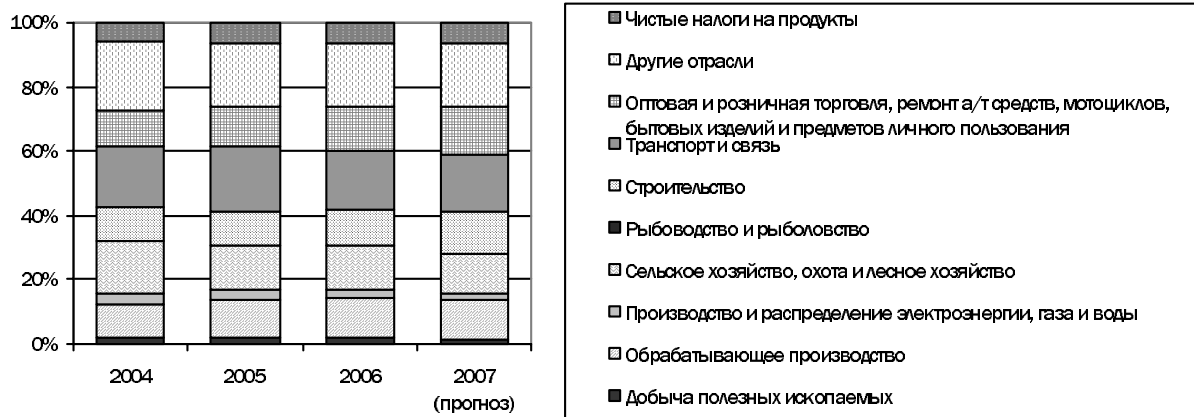 100%
80%
60%
40%
20%
0%
2004
2005
2006
2007
(прогноз)
Чистые налоги на продукты
Другие отрасли
Оптовая и розничная торговля, ремонт а/т средств, мотоциклов,
бытовых изделий и предметов личного пользования
Транспорт и связь
Строительство
Рыбоводство и рыболовство
Сельское хозяйство, охота и лесное хозяйство
Производство и распределение электроэнергии, газа и воды
Обрабатывающее производство
Добыча полезных ископаемых